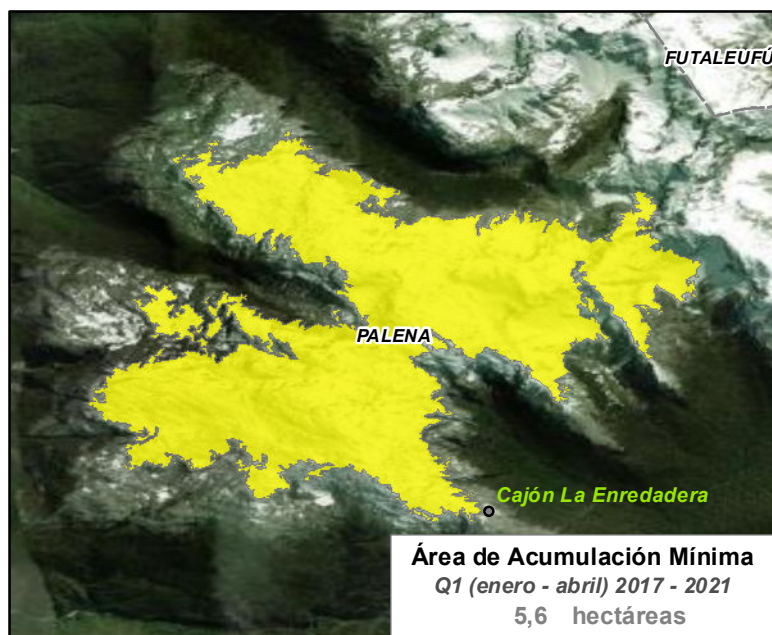 FUTALEUFÚ
PALENA
Cajón La Enredadera
Área de Acumulación Mínima
Q1 (enero - abril) 2017 - 2021
5,6 hectáreas